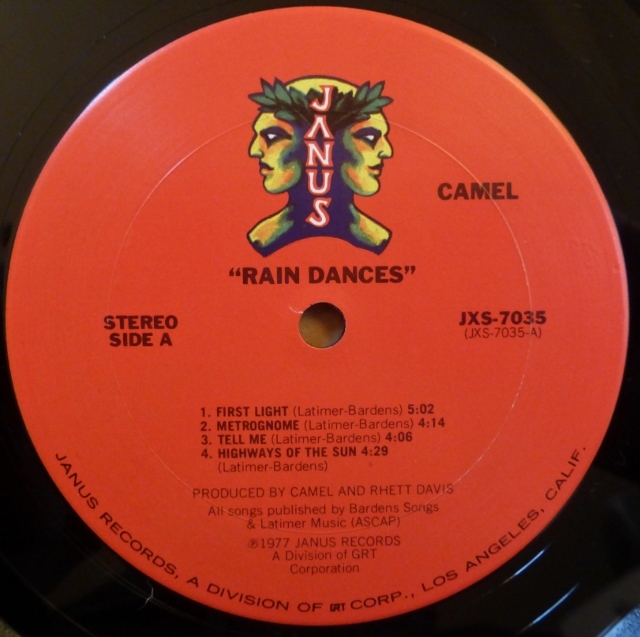 JANUS
CAMEL
“RAIN DANCES”
STEREO
SIDE A
JXS-7035
(JXS-7035-A)
1. FIRST LIGHT (Latimer-Bardens) 5:02
2. METROGNOME (Latimer-Bardens) 4:14
3. TELL ME (Latimer-Bardens) 4:06
4. HIGHWAYS OF THE SUN 4:29
(Latimer-Bardens)
PRODUCED BY CAMEL AND RHETT DAVIS
All songs published by Bardens Songs
& Latimer Music (ASCAP)
℗1977 JANUS RECORDS
A Division of GRT
Corporation
JANUS RECORDS, A DIVISION OF GRT CORP., LOS ANGELES, CALIF.